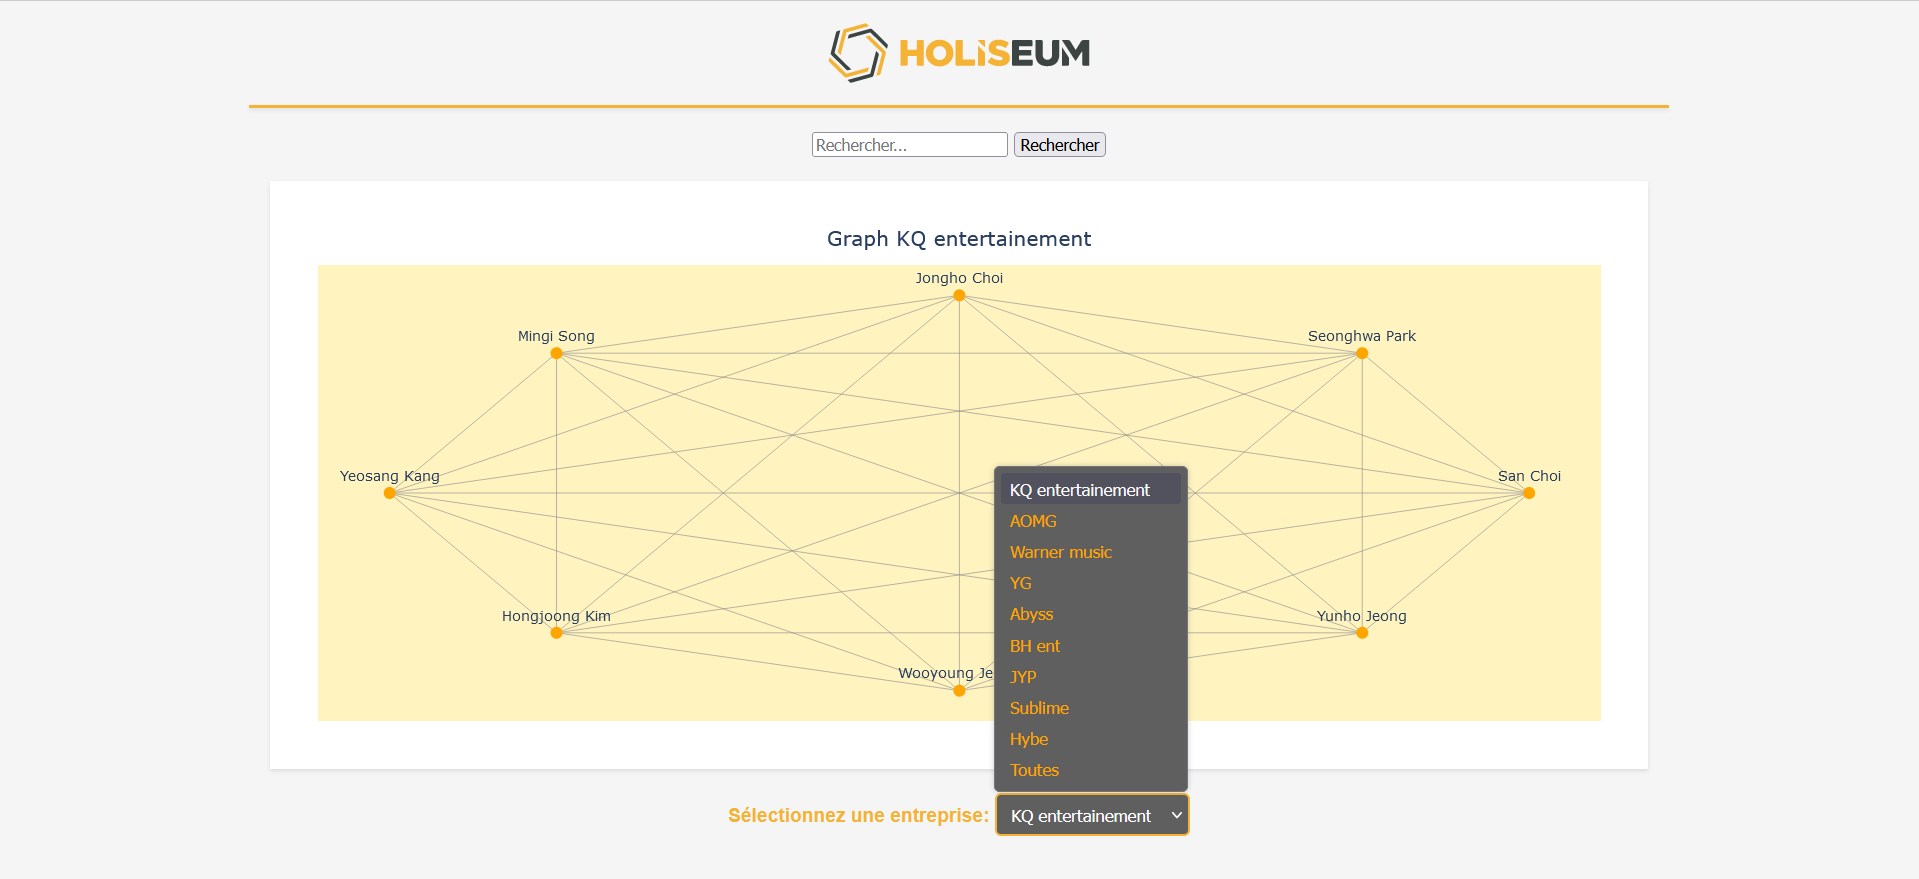 HOLiSEUM
Rechercher... Rechercher
Graph KQ entertainement
Jongho Choi
Mingi Song
Seonghwa Park
Yeosang Kang
San Choi
KQ entertainement
AOMG
Warner music
YG
Hongjoong Kim
Abyss
Yunho Jeong
BH ent
Wooyoung Je
JYP
Sublime
Hybe
Toutes
Sélectionnez une entreprise: KQ entertainement